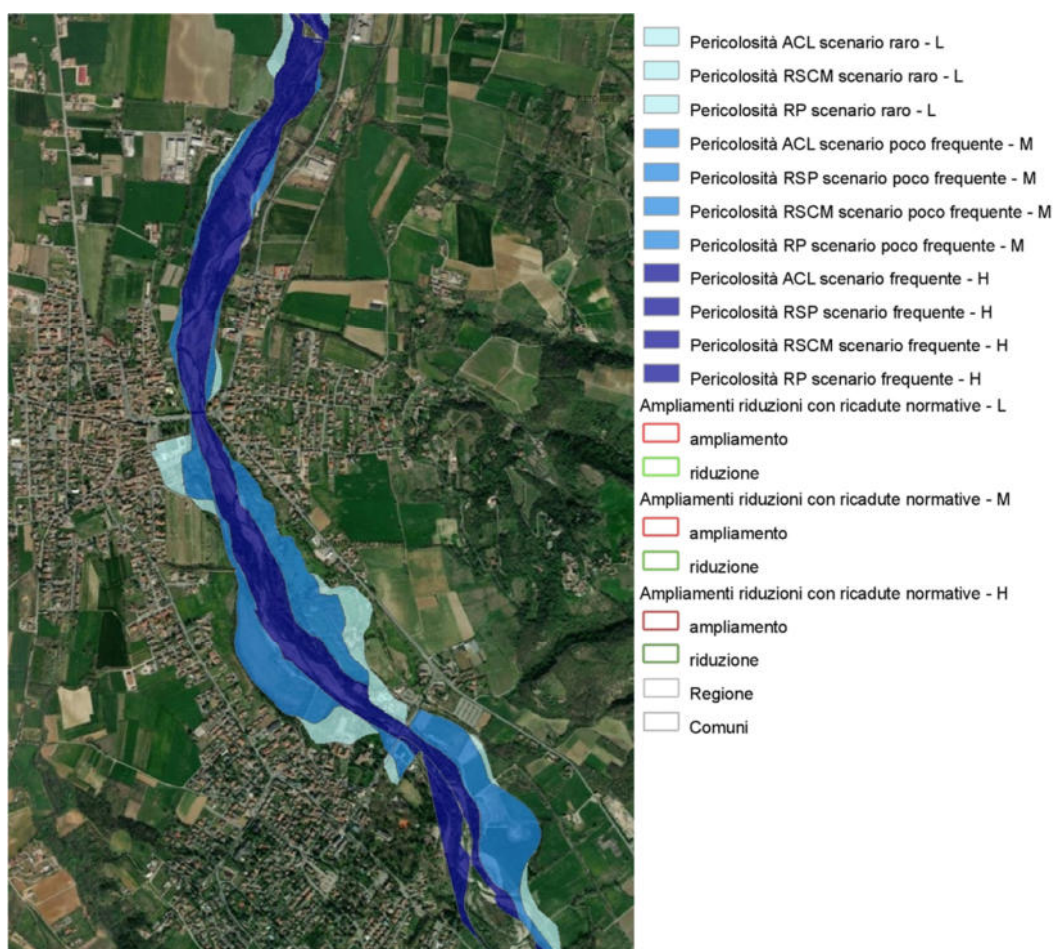 Pericolosità ACL scenario raro - L
Pericolosità RSCM scenario raro - L
Pericolosità RP scenario raro - L
Pericolosità ACL scenario poco frequente - M
Pericolosità RSP scenario poco frequente - M
Pericolosità RSCM scenario poco frequente - M
Pericolosità RP scenario poco frequente - M
Pericolosità ACL scenario frequente - H
Pericolosità RSP scenario frequente - H
Pericolosità RSCM scenario frequente - H
Pericolosità RP scenario frequente - H
Ampliamenti riduzioni con ricadute normative - L
ampliamento
riduzione
Ampliamenti riduzioni con ricadute normative - M
ampliamento
riduzione
Ampliamenti riduzioni con ricadute normative - H
ampliamento
riduzione
Regione
Comuni